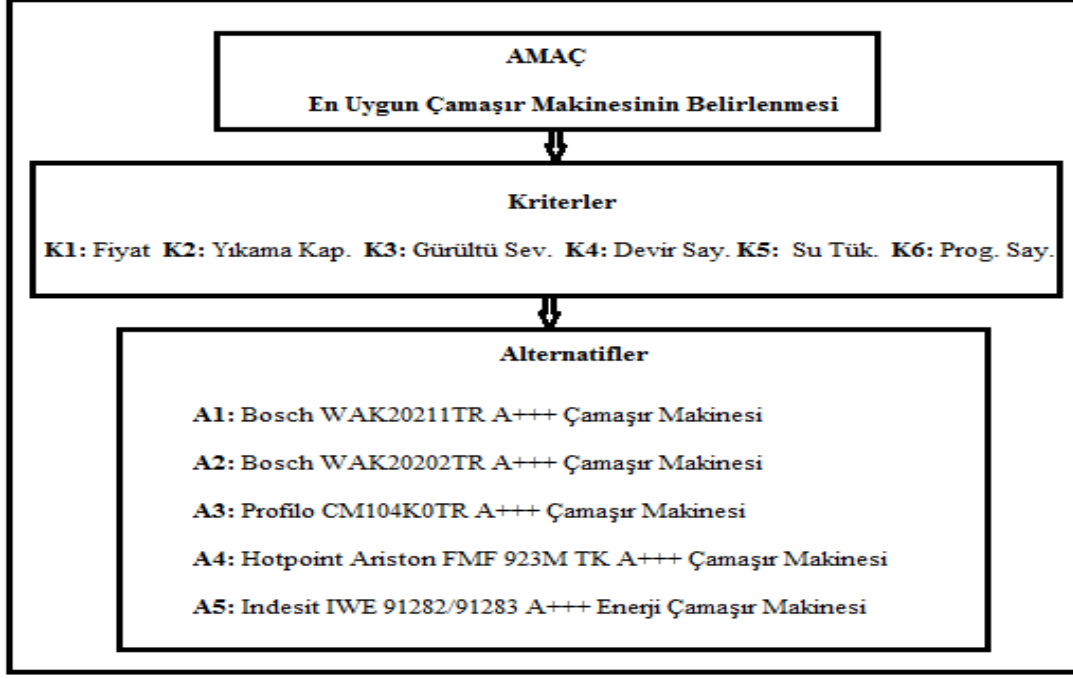 AMAÇ
En Uygun Çamaşır Makinesinin Belirlenmesi
Kriterler
K1: Fiyat K2: Yıkama Kap. K3: Gürültü Sev. K4: Devir Say. K5: Su Tük. K6: Prog. Say.
Alternatifler
A1: Bosch WAK20211TR A+++ Çamaşır Makinesi
A2: Bosch WAK20202TR A+++ Çamaşır Makinesi
A3: Profilo CM104K0TR A+++ Çamaşır Makinesi
A4: Hotpoint Ariston FMF 923M TK A+++ Çamaşır Makinesi
A5: Indesit IWE 91282/91283 A+++ Enerji Çamaşır Makinesi